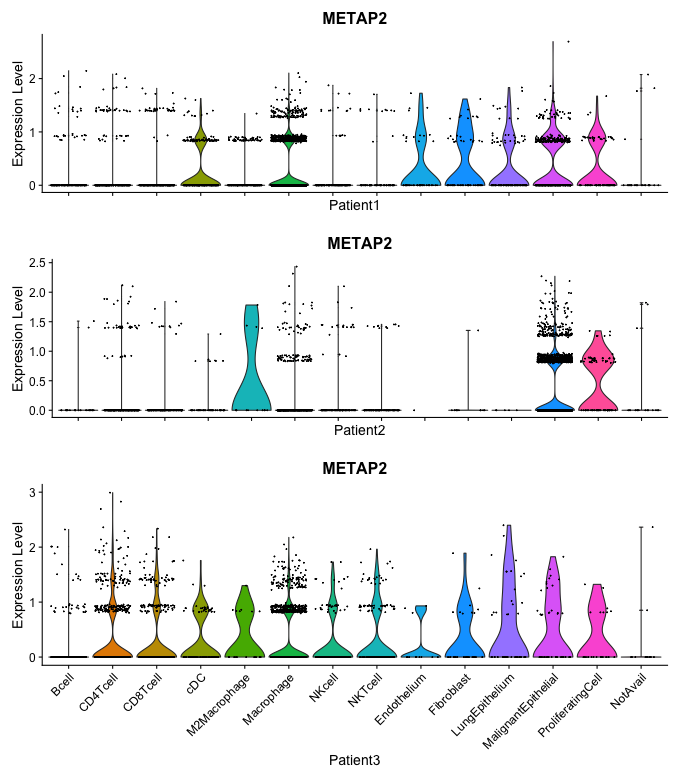 METAP2
Expression Level
2
1
0
Patient1
METAP2
Expression Level
2.5
2.0
1.5
1.0
0.5
0.0
Patient2
METAP2
Expression Level
3
2
1
0
Bcell
CD4Tcell
CD8Tcell
cDC
M2Macrophage
Macrophage
NKcell
NKTcell
Endothelium
Fibroblast
LungEpithelium
MalignantEpithelial
ProliferatingCell
NotAvail
Patient3